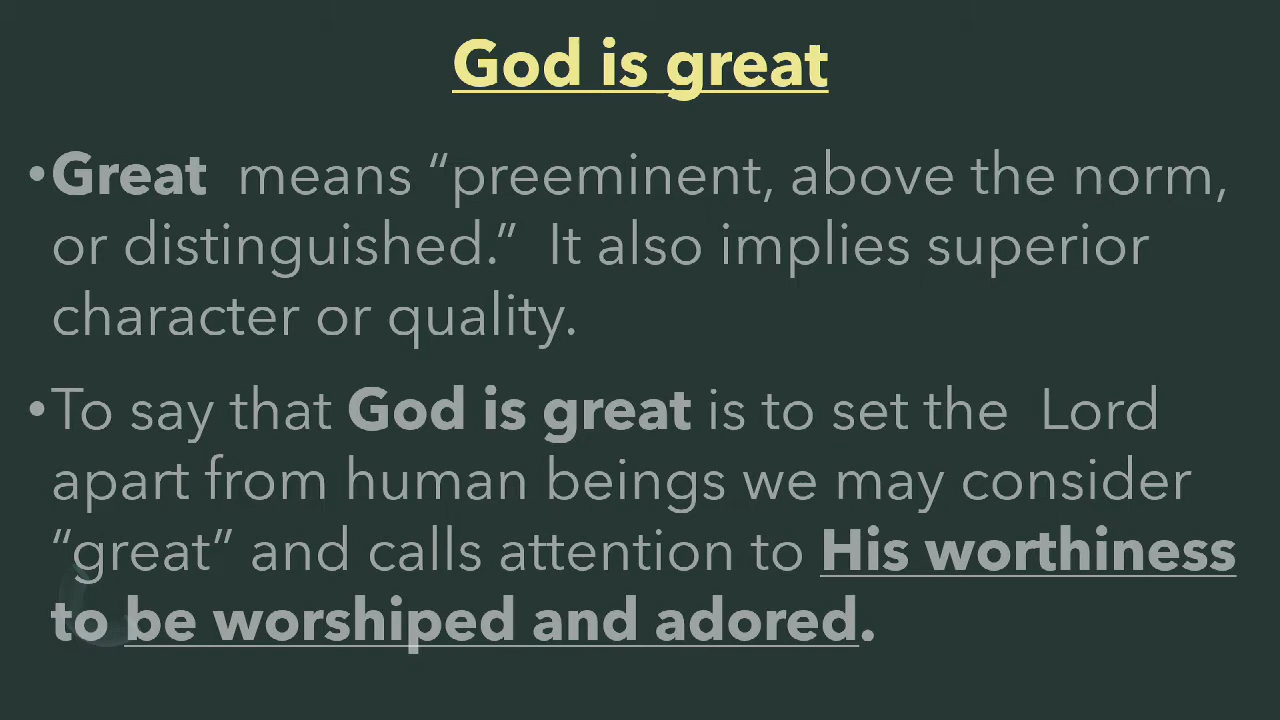 God is great
•Great means “preeminent, above the norm,
or distinguished.” It also implies superior
character or quality.
•To say that God is great is to set the Lord
apart from human beings we may consider
“great” and calls attention to His worthiness
to be worshiped and adored.